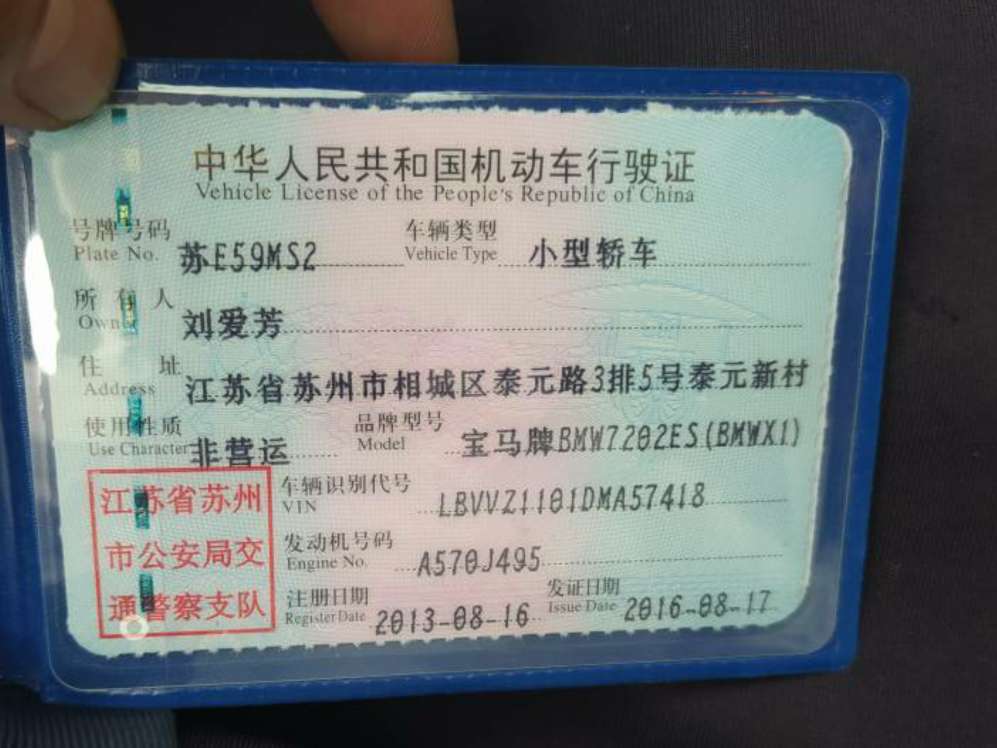 中华人民共和国机动车行驶证
Vehicle License of the People's Republic of China
号牌号码 苏E59MS2 车辆类型 小型轿车
Plate No. Vehicle Type
所有人 刘爱芳
Owner
住址 江苏省苏州市相城区泰元路3排5号泰元新村
Address
使用性质 非营运 品牌型号 宝马牌BMW7202ES(BMWX1)
Use Character Model
江苏省苏州
市公安局交
通警察支队
车辆识别代号 LBVVZ1101DMA57418
VIN
发动机号码 A570J495
Engine No.
注册日期 2013-08-16 发证日期 2016-08-17
Register Date Issue Date